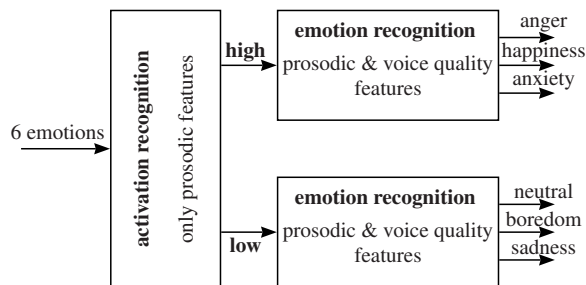 6 emotions
activation recognition
only prosodic features
high
low
emotion recognition
prosodic & voice quality
features
anger
happiness
anxiety
emotion recognition
prosodic & voice quality
features
neutral
boredom
sadness